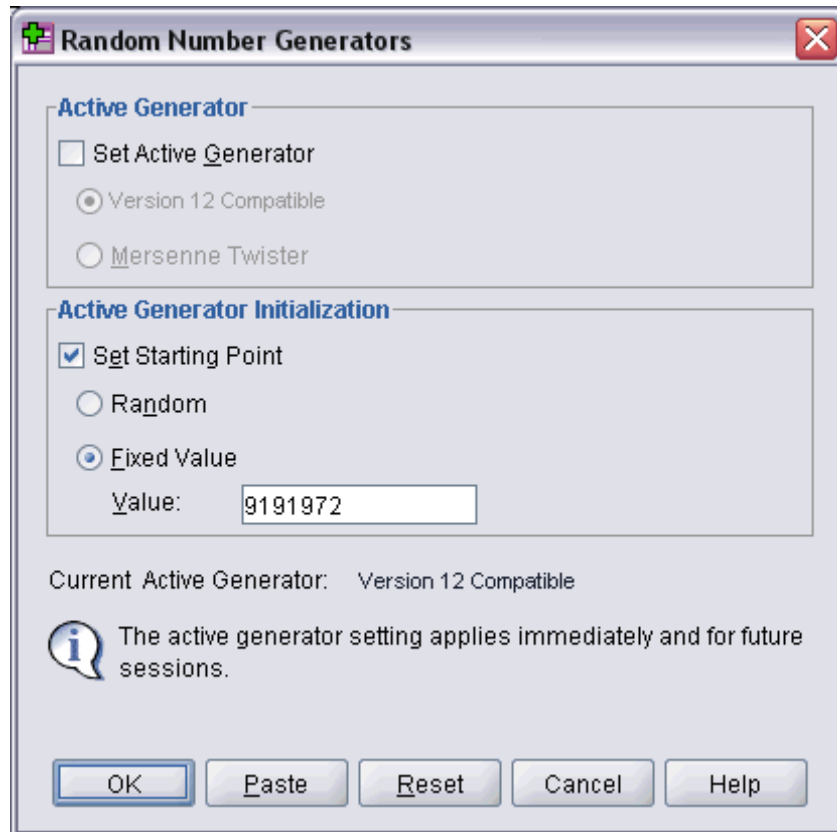 Random Number Generators
Active Generator
Set Active Generator
Version 12 Compatible
Mersenne Twister
Active Generator Initialization
Set Starting Point
Random
Fixed Value
Value: 9191972
Current Active Generator: Version 12 Compatible
The active generator setting applies immediately and for future
sessions.
OK Paste Reset Cancel Help